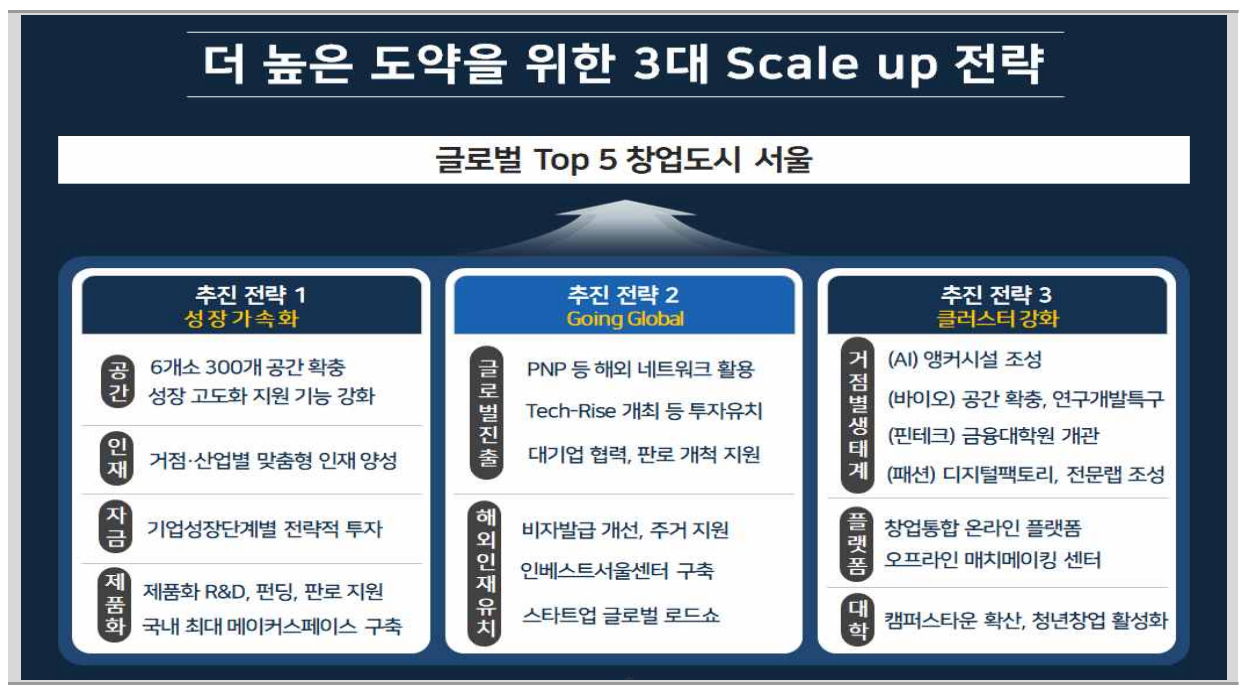 더 높은 도약을 위한 3대 Scale up 전략
글로벌 Top 5 창업도시 서울
추진 전략 1
성장가속화
공간
6개소 300개 공간 확충
성장 고도화 지원 기능 강화
인재
거점·산업별 맞춤형 인재 양성
자금
기업성장단계별 전략적 투자
제품화
제품화 R&D, 펀딩, 판로 지원
국내 최대 메이커스페이스 구축
추진 전략 2
Going Global
글로벌진출
PNP 등 해외 네트워크 활용
Tech-Rise 개최 등 투자유치
대기업 협력, 판로 개척 지원
해외인재유치
비자발급 개선, 주거 지원
인베스트서울센터 구축
스타트업 글로벌 로드쇼
추진 전략 3
클러스터 강화
거점별생태계
(AI) 앵커시설 조성
(바이오) 공간 확충, 연구개발특구
(핀테크) 금융대학원 개관
(패션) 디지털팩토리, 전문랩 조성
플랫폼
창업통합 온라인 플랫폼
오프라인 매치메이킹 센터
대학
캠퍼스타운 확산, 청년창업 활성화